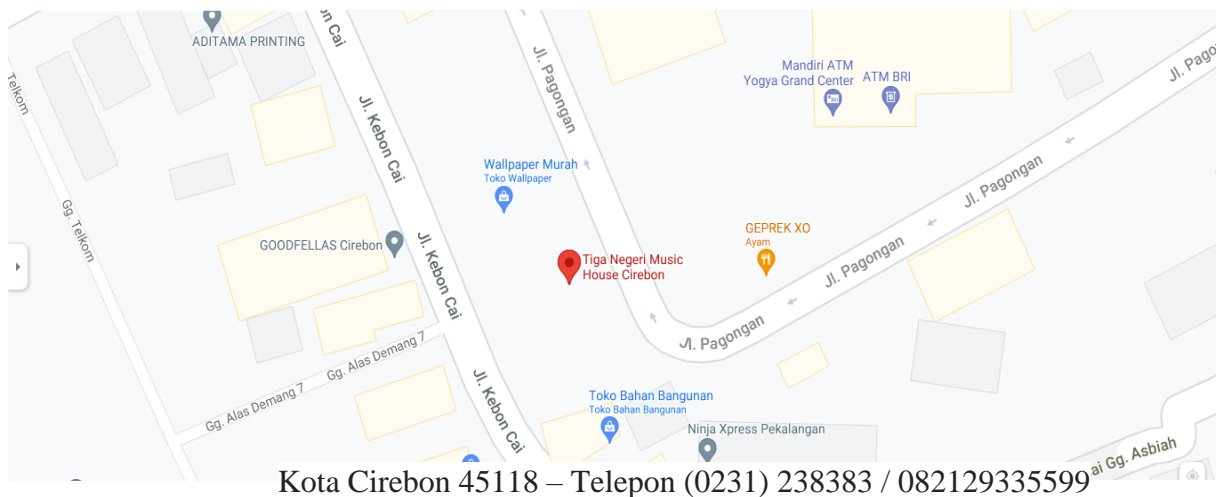 ADITAMA PRINTING
Cai
Jl. Pagongan
Mandiri ATM
Yogya Grand Center
ATM BRI
Jl. Pago
Telkom
Jl. Kebon Cai
Wallpaper Murah
Toko Wallpaper
Jl. Pagongan
Gg. Telkom
GOODFELLAS Cirebon
Jl. Kebon Cai
GEPREK XO
Ayam
Jl. Pagongan
Tiga Negeri Music
House Cirebon
Jl. Pagongan
Gg. Alas Demang 7
Gg. Alas Demang 7
Jl. Kebon Cai
Toko Bahan Bangunan
Toko Bahan Bangunan
Ninja Xpress Pekalangan
ai Gg. Asbiah
Kota Cirebon 45118 – Telepon (0231) 238383 / 082129335599